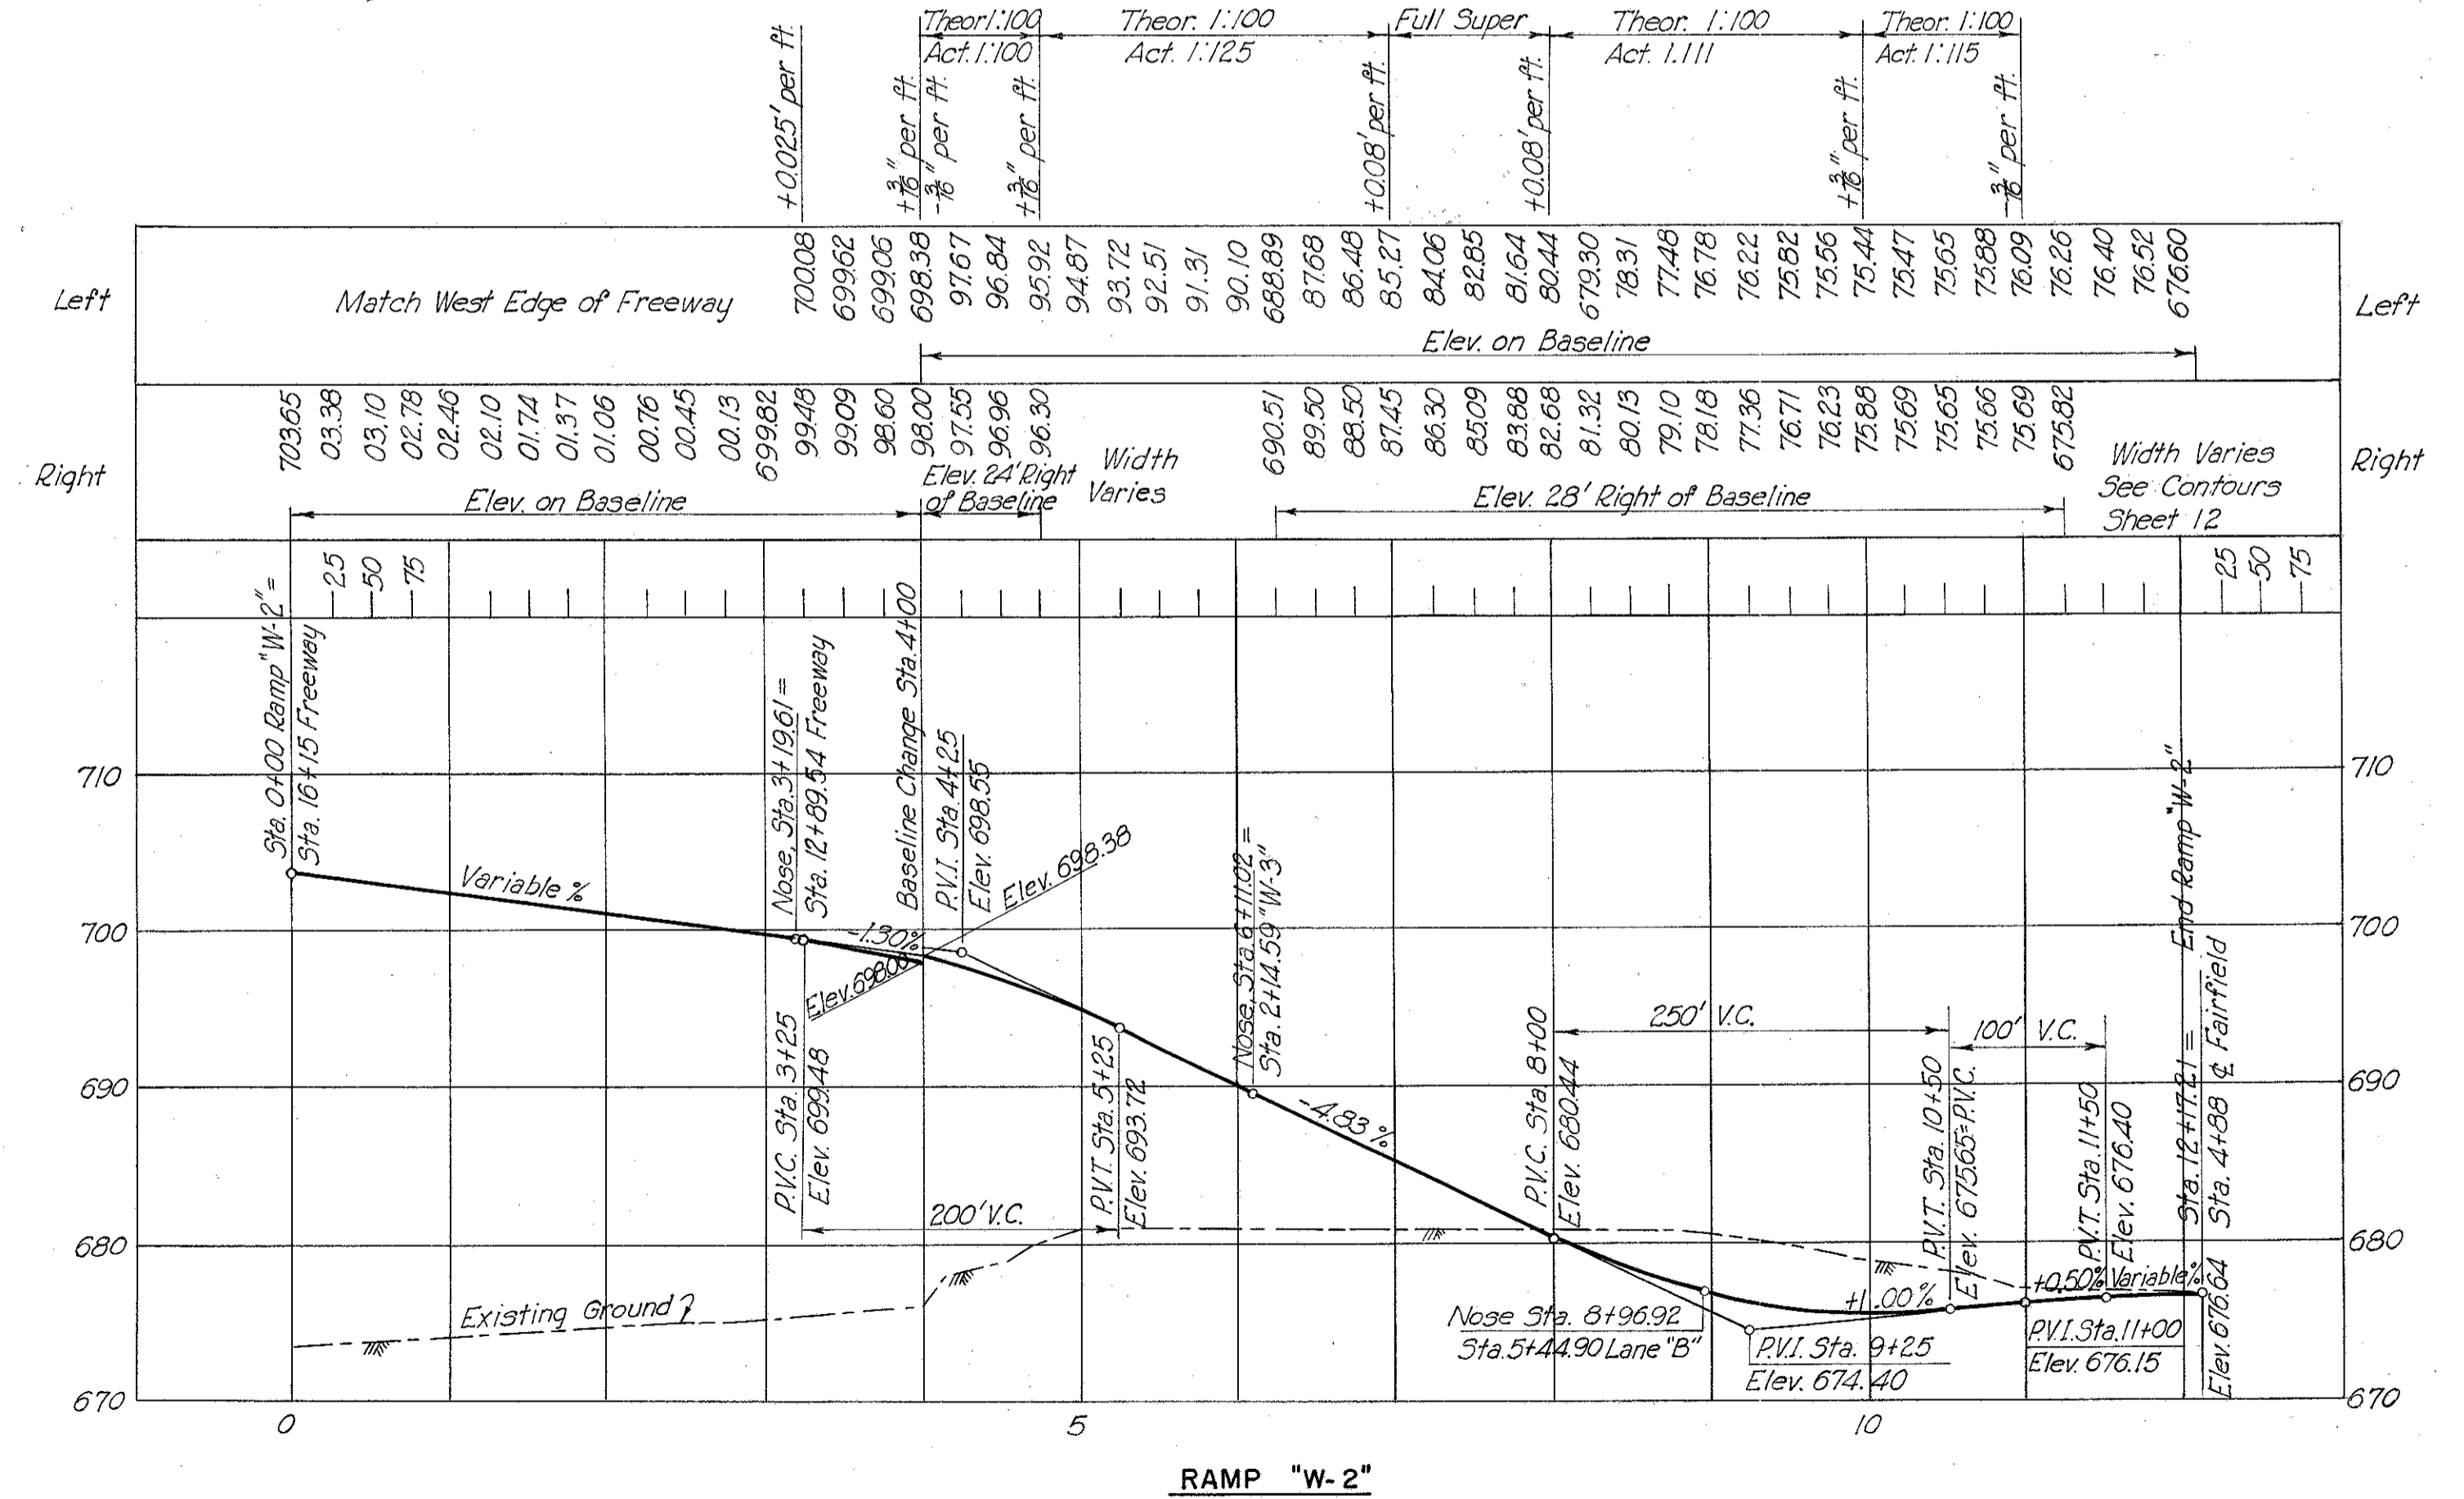 Theor 1:100
Theor. 1:100
Full Super
Theor. 1:100
Theor. 1:100
Act. 1:100
Act. 1:125
Act. 1:111
Act. 1:115
+0.025' per ft.
+3/16" per ft.
-3/16" per ft.
+3/16" per ft.
+0.08' per ft.
+0.08' per ft.
+3/16" per ft.
-3/16" per ft.
Left
Match West Edge of Freeway
700.08
699.62
699.06
698.38
97.67
96.84
95.92
94.87
93.72
92.51
91.31
90.10
688.89
87.68
86.48
85.27
84.06
82.85
81.64
80.44
679.30
78.31
77.48
76.78
76.22
75.82
75.56
75.44
75.47
75.65
75.88
76.09
76.26
76.40
76.52
676.60
Left
Elev. on Baseline
Right
703.65
03.38
03.10
02.78
02.46
02.10
01.74
01.37
01.06
00.76
00.45
00.13
699.82
99.48
99.09
98.60
98.00
97.55
96.96
96.30
Width
Varies
690.51
89.50
88.50
87.45
86.30
85.09
83.88
82.68
81.32
80.13
79.10
78.18
77.36
76.71
76.23
75.88
75.69
75.65
75.66
75.69
675.82
Width Varies
See Contours
Sheet 12
Right
Elev. on Baseline
Elev. 24' Right
of Baseline
Elev. 28' Right of Baseline
25
50
75
25
50
75
Sta. 0+00 Ramp "W-2" =
Sta. 16+15 Freeway
Nose, Sta. 3+19.61 =
Sta. 12+89.54 Freeway
Baseline Change Sta. 4+00
P.V.I. Sta. 4+25
Elev. 698.55
Elev. 698.38
Nose, Sta. 6+11.02 =
Sta. 2+14.59 "W-3"
End Ramp "W-2"
Sta. 12+17.21 =
Sta. 4+88 ℄ Fairfield
Elev. 676.64
710
710
700
700
690
690
680
680
670
670
Variable %
-1.30%
Elev. 698.00
P.V.C. Sta. 3+25
Elev. 699.48
200' V.C.
P.V.T. Sta. 5+25
Elev. 693.72
-4.83 %
P.V.C. Sta. 8+00
Elev. 680.44
250' V.C.
100' V.C.
P.V.T. Sta. 10+50
Elev. 675.65=P.V.C.
P.V.T. Sta. 11+50
Elev. 676.40
+0.50%
Variable %
+1.00 %
Existing Ground
Nose Sta. 8+96.92
Sta. 5+44.90 Lane "B"
P.V.I. Sta. 9+25
Elev. 674.40
P.V.I. Sta. 11+00
Elev. 676.15
0
5
10
RAMP "W-2"